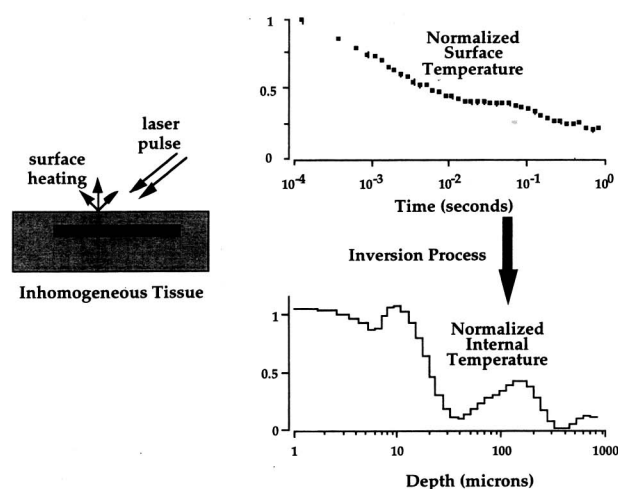 laser
pulse
surface
heating
Inhomogeneous Tissue
1
0.5
0
Normalized
Surface
Temperature
10-4
10-3
10-2
10-1
100
Time (seconds)
Inversion Process
1
0.5
0
Normalized
Internal
Temperature
1
10
100
1000
Depth (microns)